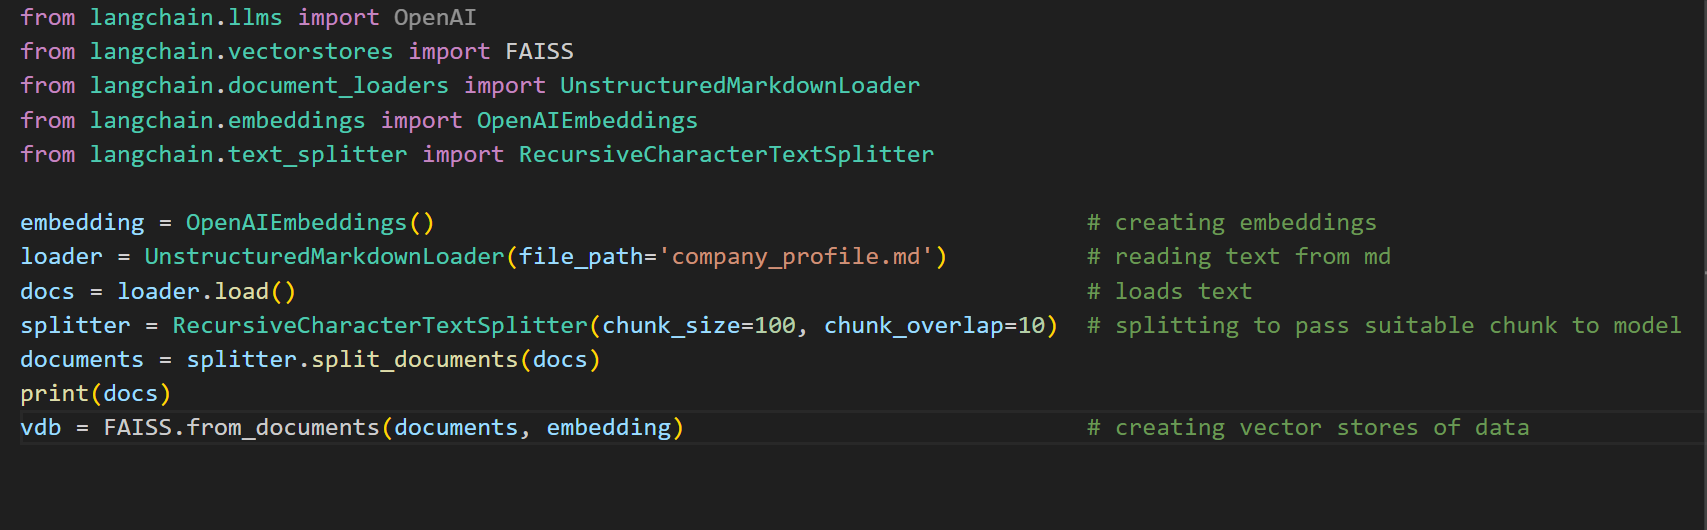 from langchain.llms import OpenAI
from langchain.vectorstores import FAISS
from langchain.document_loaders import UnstructuredMarkdownLoader
from langchain.embeddings import OpenAIEmbeddings
from langchain.text_splitter import RecursiveCharacterTextSplitter

embedding = OpenAIEmbeddings() # creating embeddings
loader = UnstructuredMarkdownLoader(file_path='company_profile.md') # reading text from md
docs = loader.load() # loads text
splitter = RecursiveCharacterTextSplitter(chunk_size=100, chunk_overlap=10) # splitting to pass suitable chunk to model
documents = splitter.split_documents(docs)
print(docs)
vdb = FAISS.from_documents(documents, embedding) # creating vector stores of data